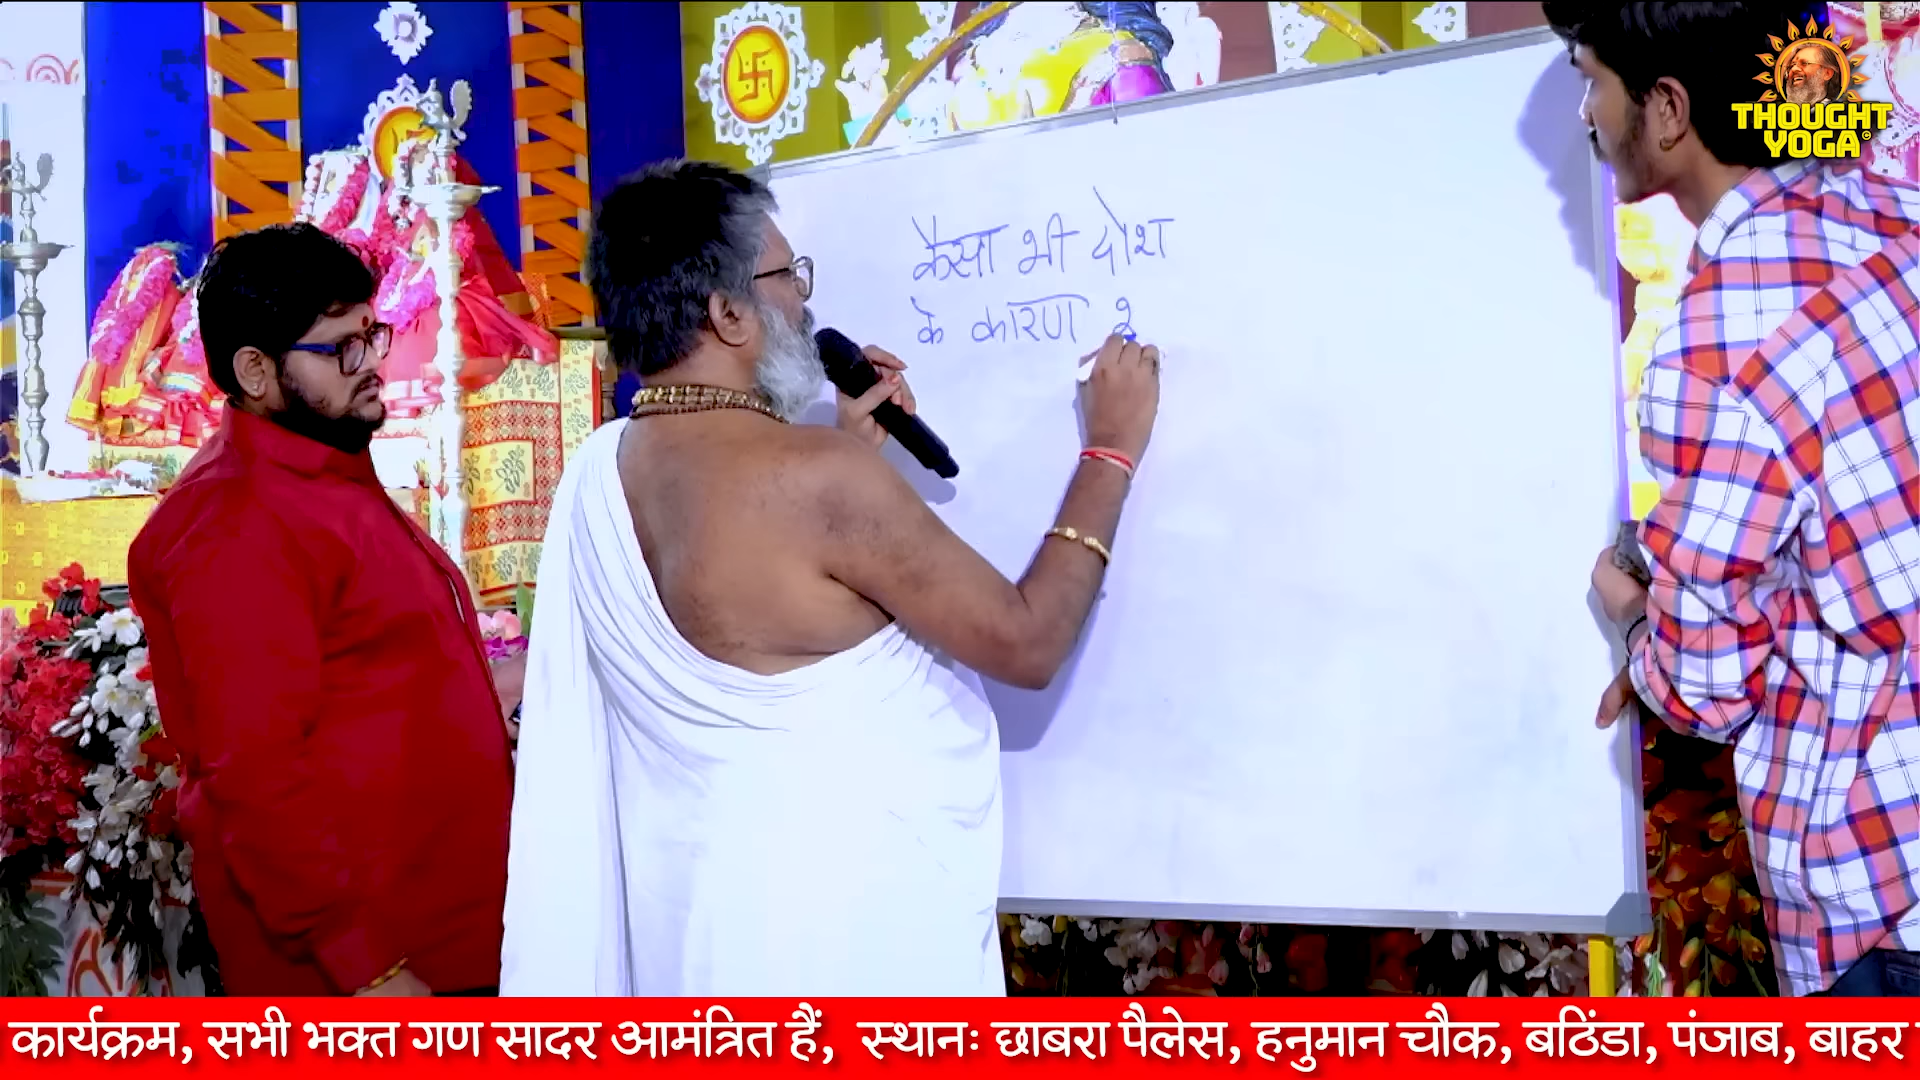 THOUGHT
YOGA©
कैसा भी दोश
के कारण
कार्यक्रम, सभी भक्त गण सादर आमंत्रित हैं, स्थानः छाबरा पैलेस, हनुमान चौक, बठिंडा, पंजाब, बाहर